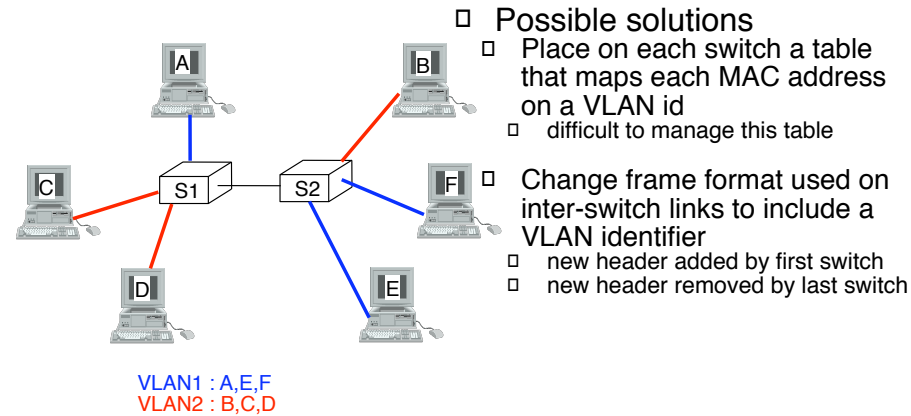 Possible solutions
Place on each switch a table
that maps each MAC address
on a VLAN id
difficult to manage this table
Change frame format used on
inter-switch links to include a
VLAN identifier
new header added by first switch
new header removed by last switch
A
B
C
S1
S2
F
D
E
VLAN1 : A,E,F
VLAN2 : B,C,D